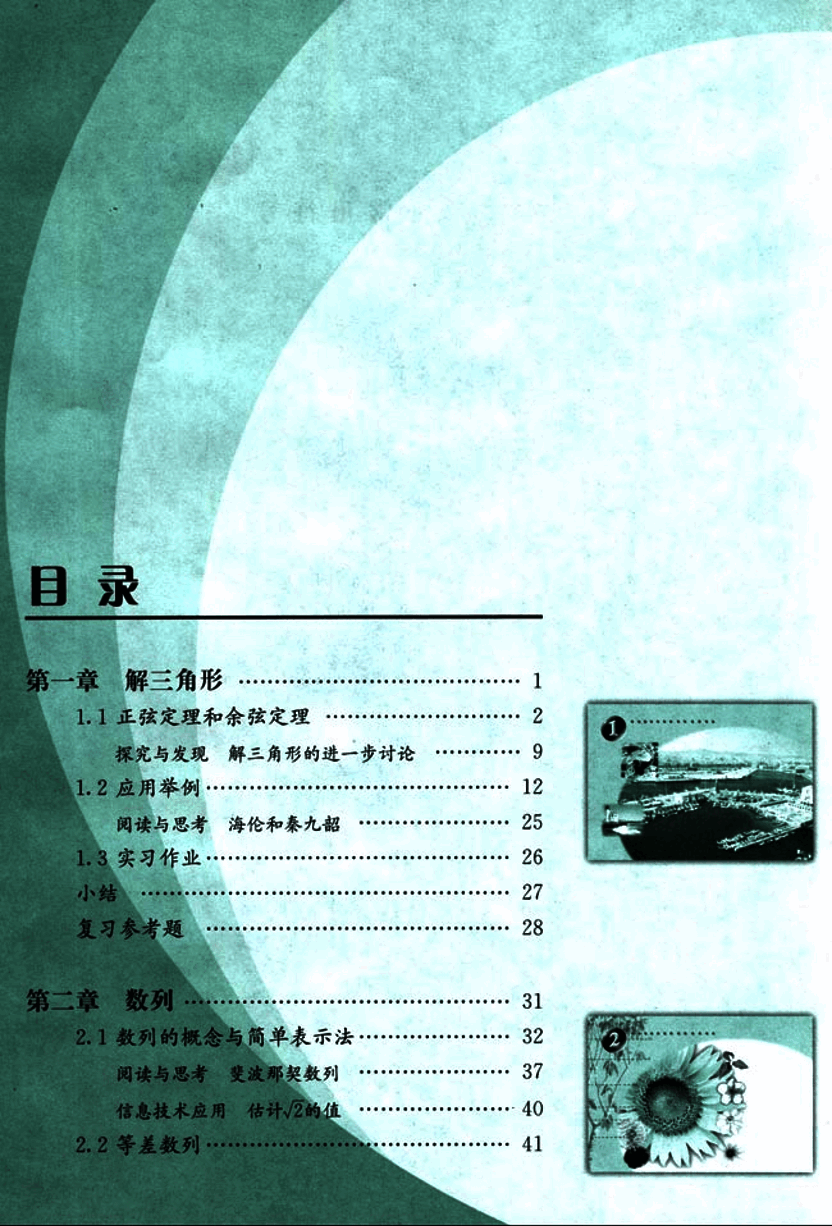 目 录
第一章 解三角形 ………………………………… 1
1.1 正弦定理和余弦定理 ……………………… 2
探究与发现 解三角形的进一步讨论 ………… 9
1.2 应用举例 …………………………………… 12
阅读与思考 海伦和秦九韶 ………………… 25
1.3 实习作业 …………………………………… 26
小结 …………………………………………… 27
复习参考题 …………………………………… 28
第二章 数列 ……………………………………… 31
2.1 数列的概念与简单表示法 ………………… 32
阅读与思考 斐波那契数列 ………………… 37
信息技术应用 估计√2的值 ………………… 40
2.2 等差数列 …………………………………… 41
1 …………
2 …………